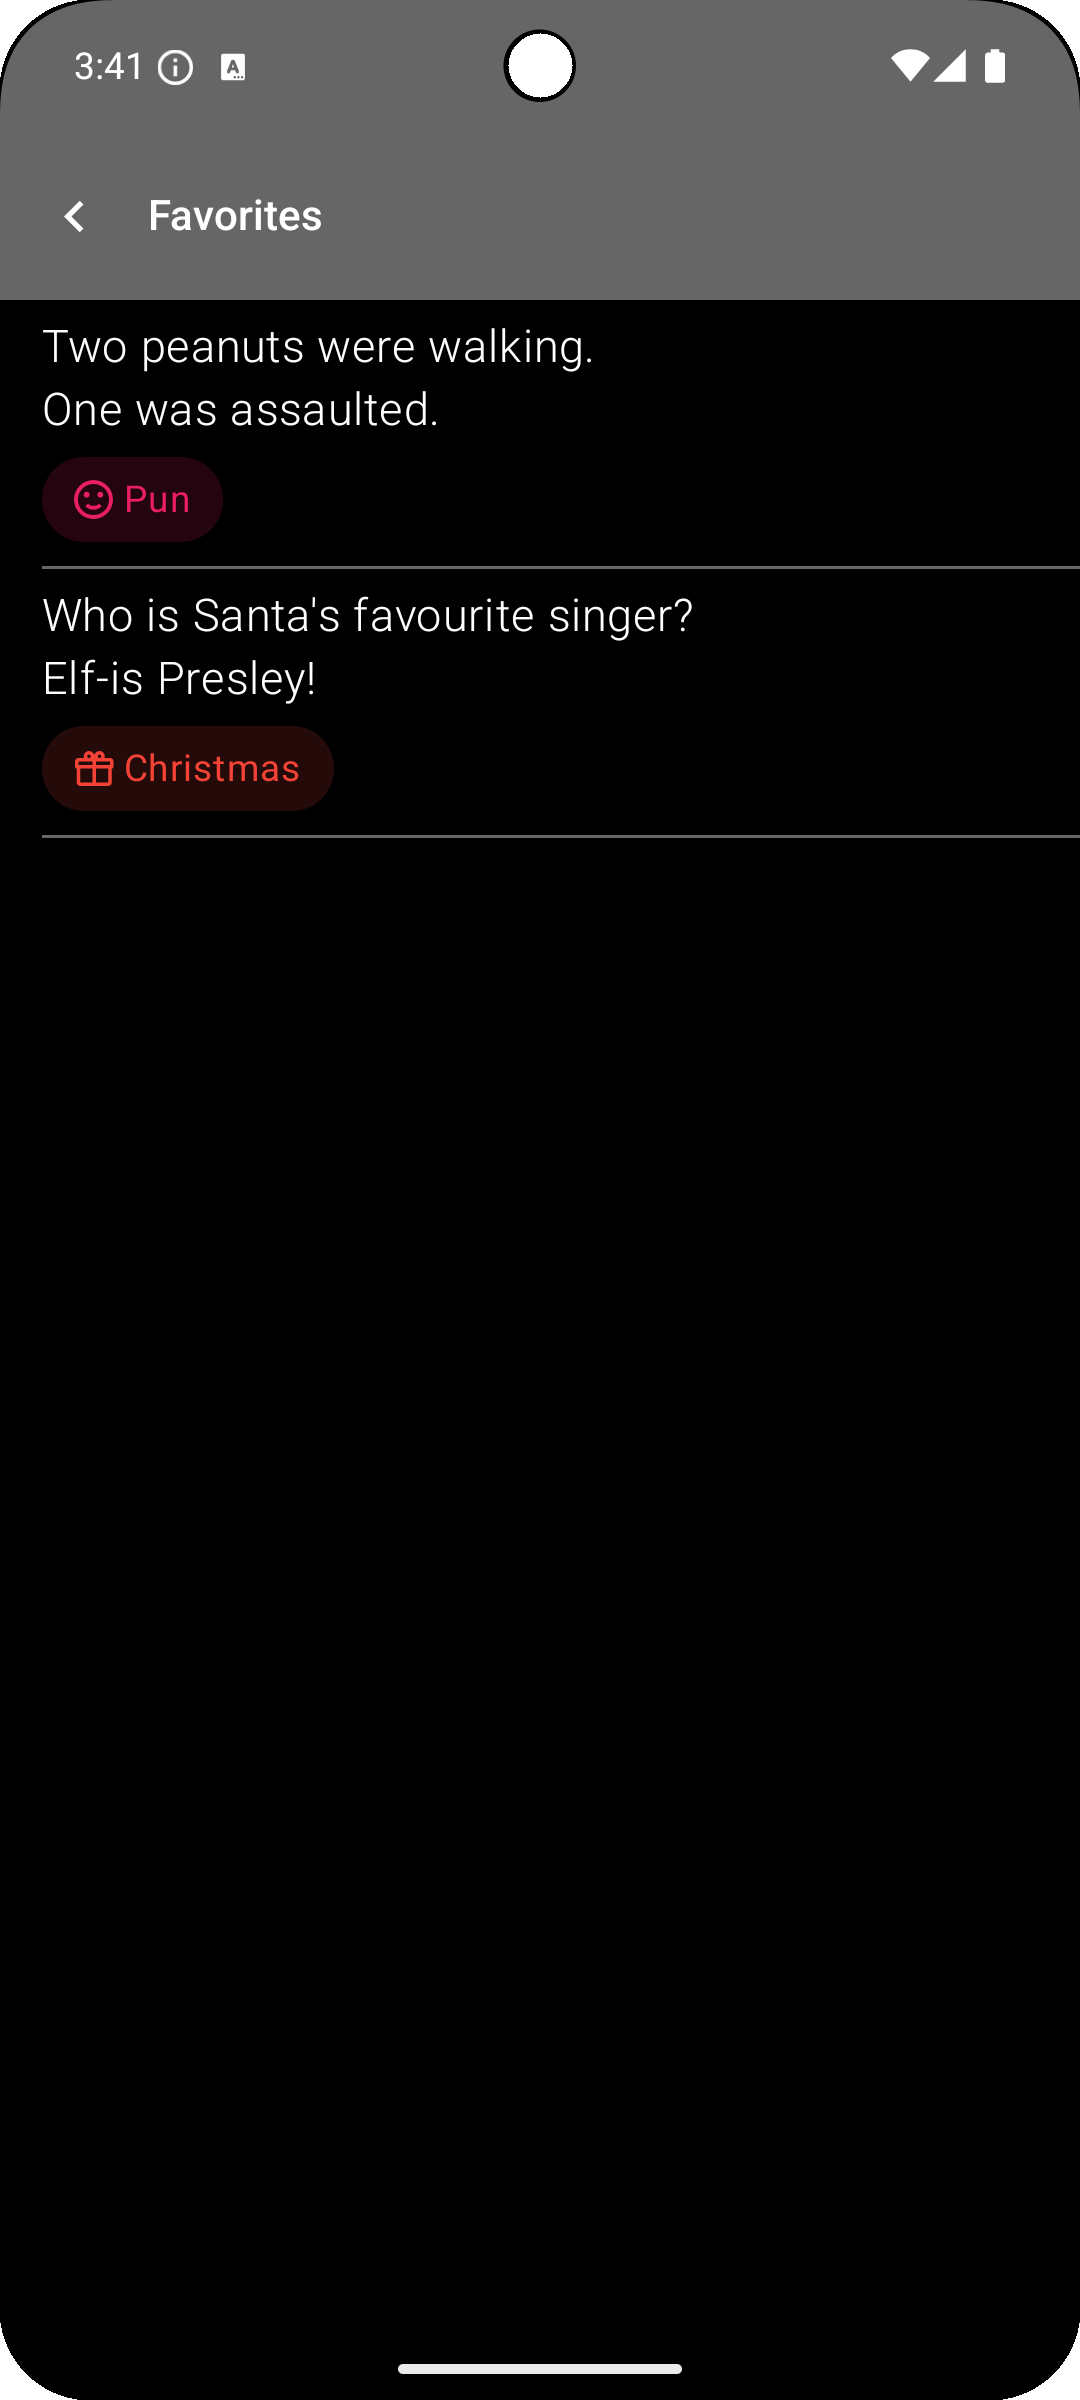 3:41
Favorites
Two peanuts were walking.
One was assaulted.
Pun
Who is Santa's favourite singer?
Elf-is Presley!
Christmas